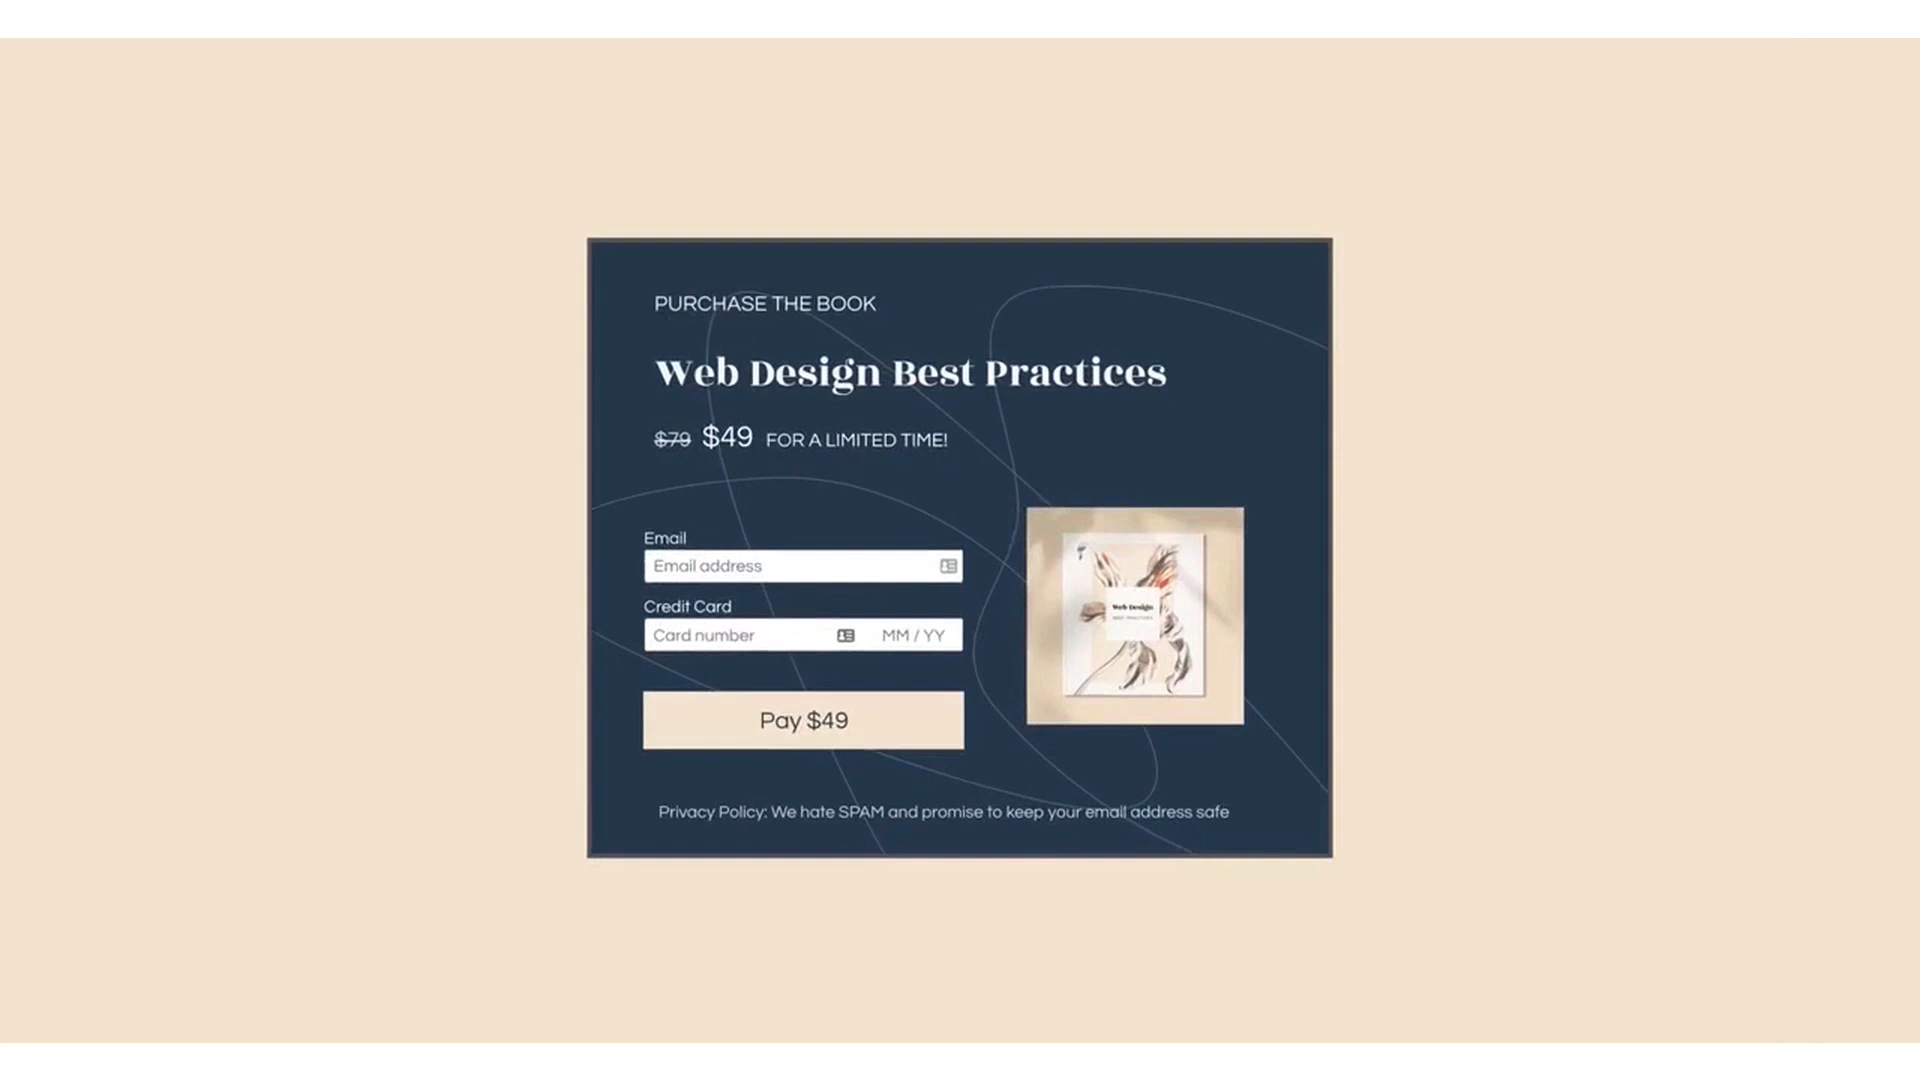 PURCHASE THE BOOK
Web Design Best Practices
$79 $49 FOR A LIMITED TIME!
Email
Email address
Credit Card
Card number MM / YY
Web Design
BEST PRACTICES
Pay $49
Privacy Policy: We hate SPAM and promise to keep your email address safe